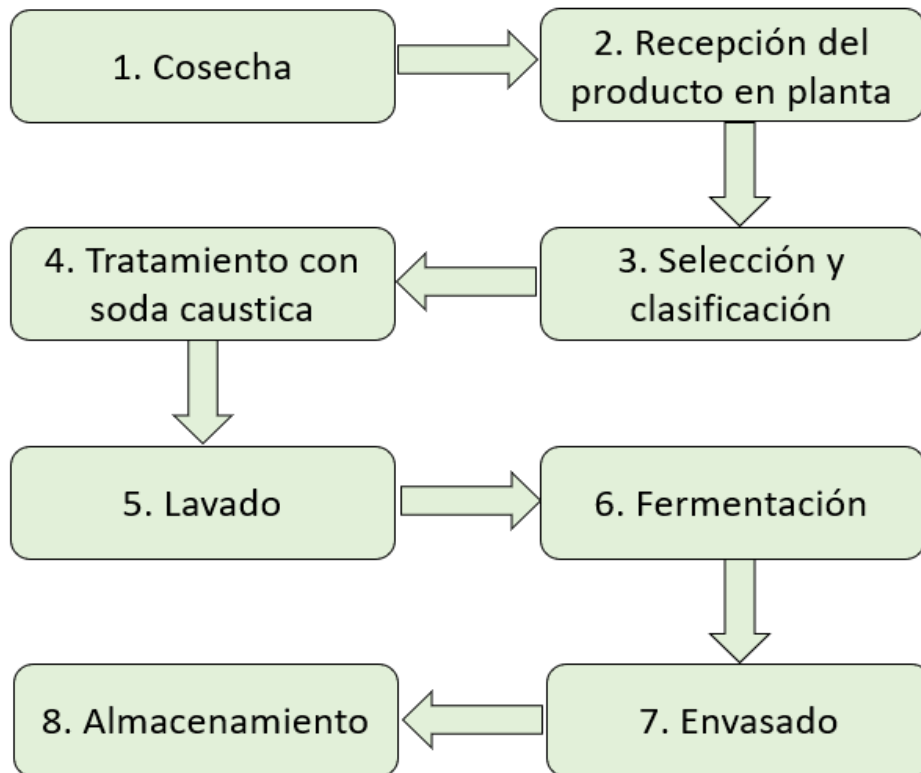 1. Cosecha
2. Recepción del
producto en planta
3. Selección y
clasificación
4. Tratamiento con
soda caustica
5. Lavado
6. Fermentación
7. Envasado
8. Almacenamiento